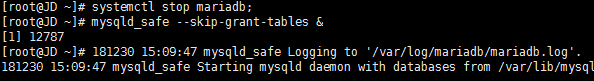 [root@JD ~]# systemctl stop mariadb;
[root@JD ~]# mysqld_safe --skip-grant-tables &
[1] 12787
[root@JD ~]# 181230 15:09:47 mysqld_safe Logging to '/var/log/mariadb/mariadb.log'.
181230 15:09:47 mysqld_safe Starting mysqld daemon with databases from /var/lib/mysql